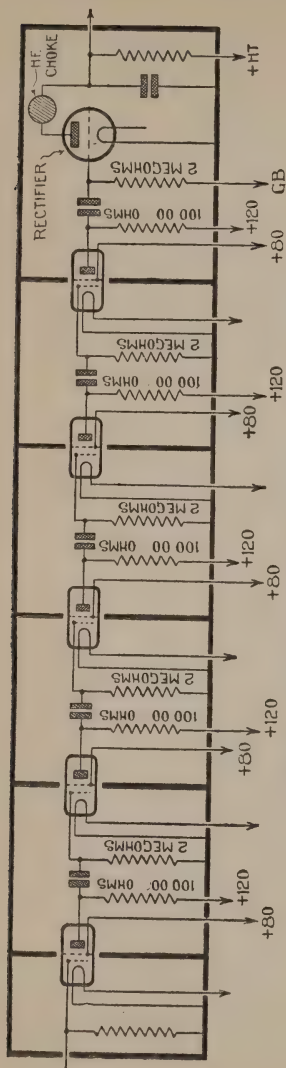 H.F.
CHOKE
+HT
RECTIFIER
2 MEGOHMS
GB
100 00 OHMS
+120
+80
2 MEGOHMS
100 00 OHMS
+120
+80
2 MEGOHMS
100 00 OHMS
+120
+80
2 MEGOHMS
100 00 OHMS
+120
+80
2 MEGOHMS
100 00 OHMS
+120
+80